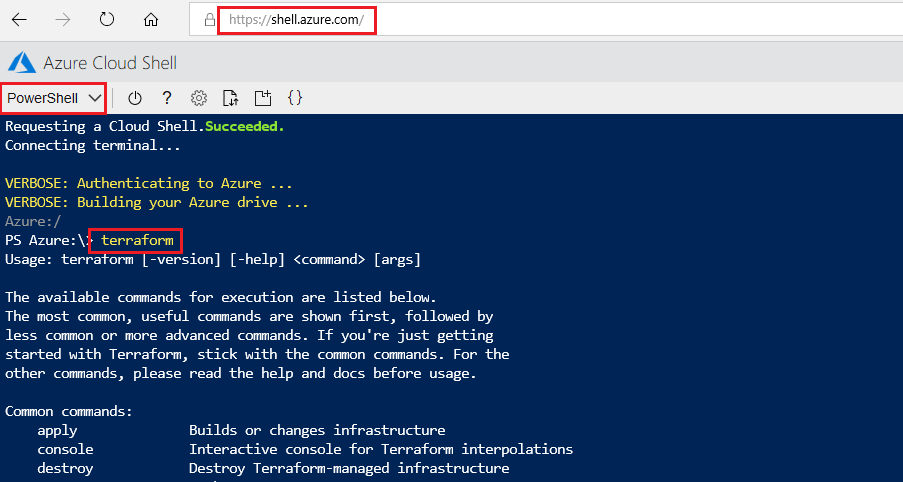 https://shell.azure.com/
Azure Cloud Shell
PowerShell ? {}
Requesting a Cloud Shell.Succeeded.
Connecting terminal...
VERBOSE: Authenticating to Azure ...
VERBOSE: Building your Azure drive ...
Azure:/
PS Azure:\> terraform
Usage: terraform [-version] [-help] <command> [args]
The available commands for execution are listed below.
The most common, useful commands are shown first, followed by
less common or more advanced commands. If you're just getting
started with Terraform, stick with the common commands. For the
other commands, please read the help and docs before usage.
Common commands:
apply Builds or changes infrastructure
console Interactive console for Terraform interpolations
destroy Destroy Terraform-managed infrastructure